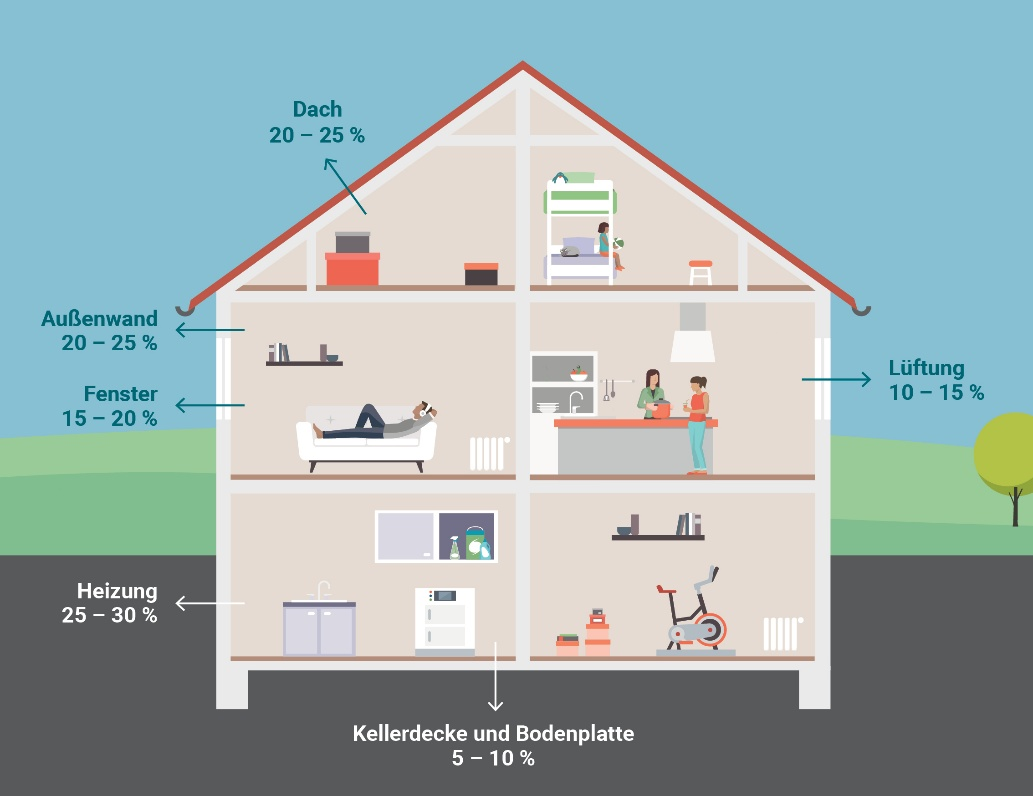 Dach
20 – 25 %
Außenwand
20 – 25 %
Fenster
15 – 20 %
Lüftung
10 – 15 %
Heizung
25 – 30 %
Kellerdecke und Bodenplatte
5 – 10 %